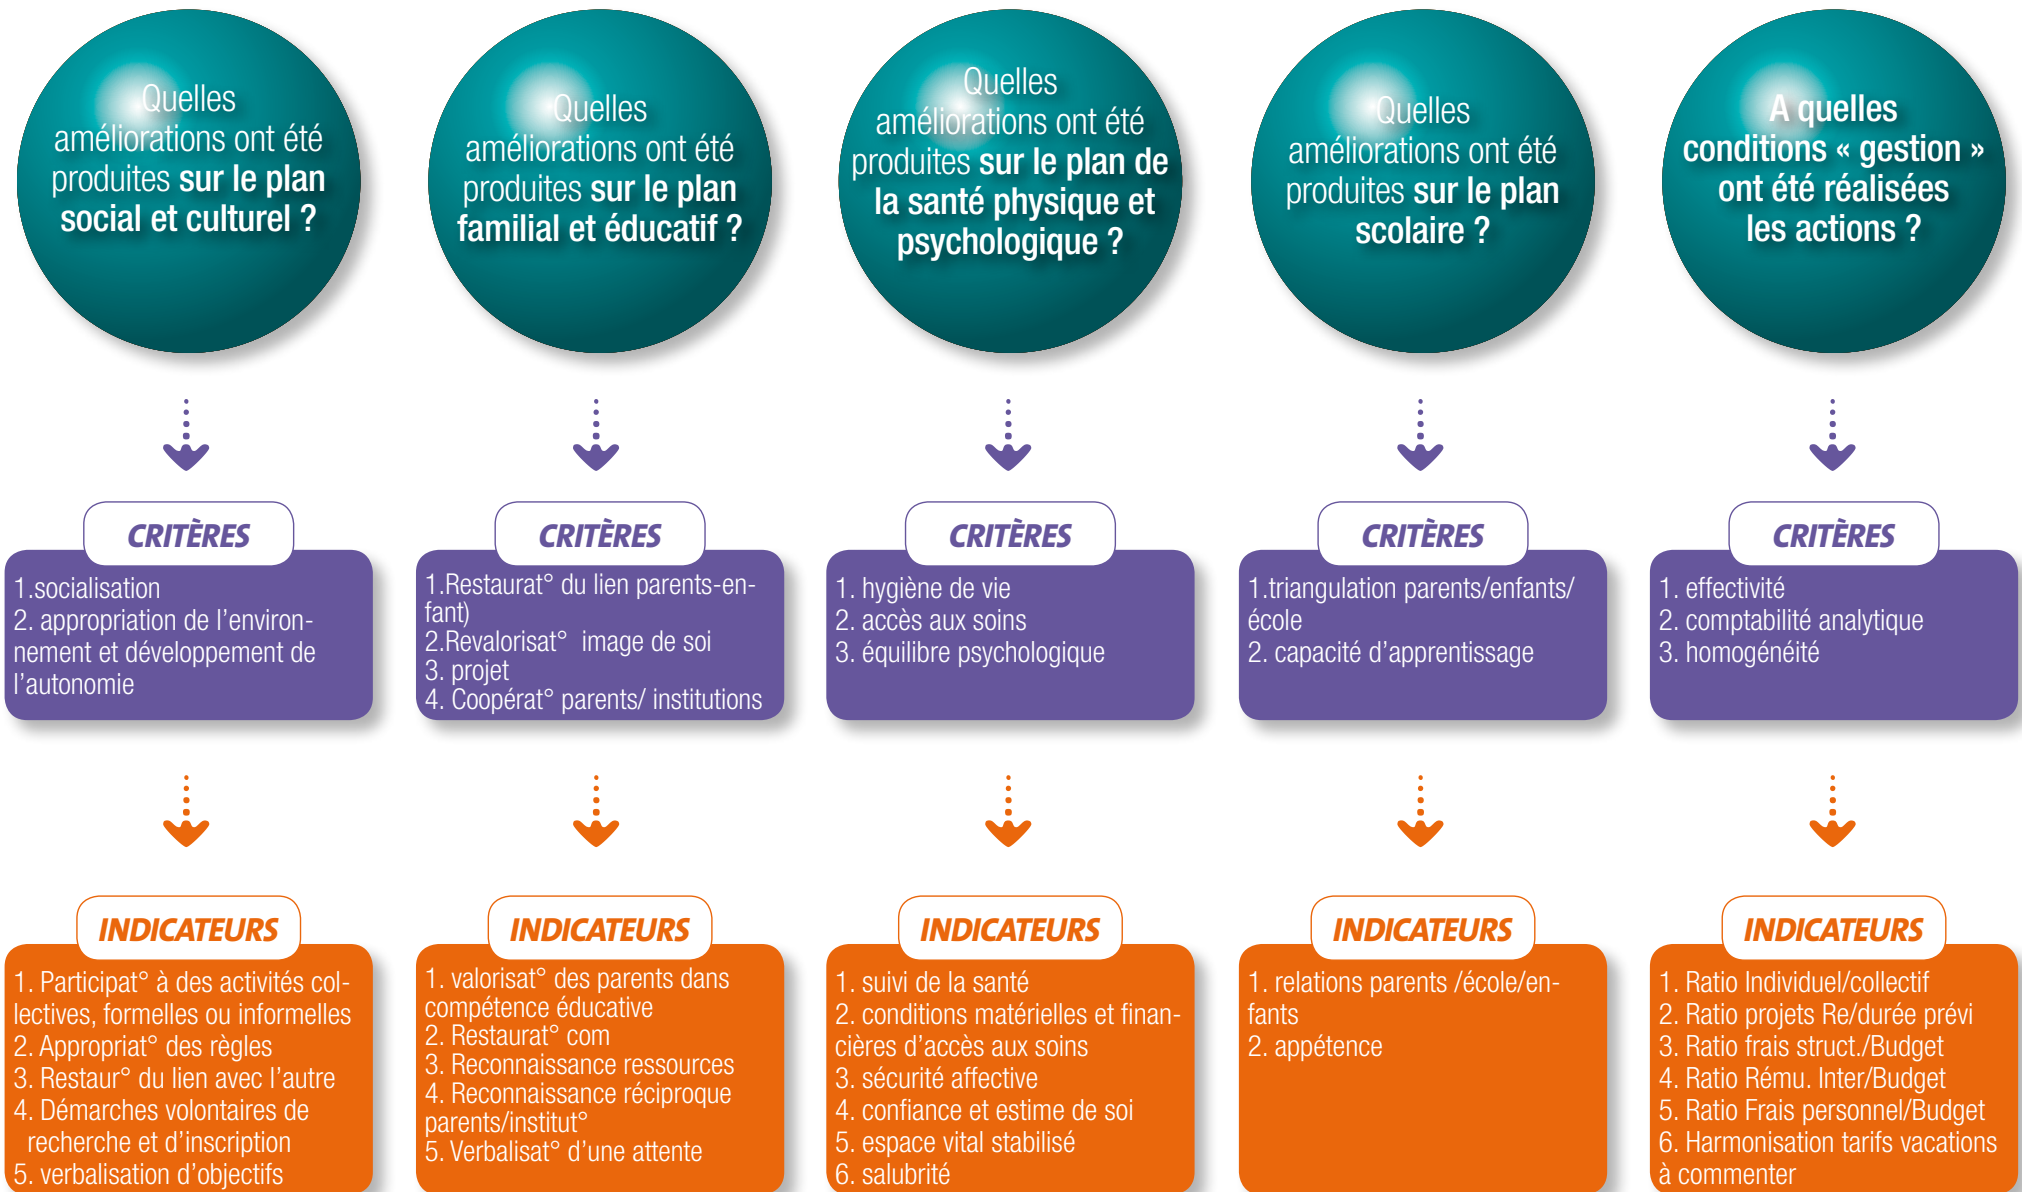 Quelles
améliorations ont été
produites sur le plan
social et culturel ?
Quelles
améliorations ont été
produites sur le plan
familial et éducatif ?
Quelles
améliorations ont été
produites sur le plan de
la santé physique et
psychologique ?
Quelles
améliorations ont été
produites sur le plan
scolaire ?
A quelles
conditions « gestion »
ont été réalisées
les actions ?
CRITÈRES
1.socialisation
2. appropriation de l'environ-
nement et développement de
l'autonomie
CRITÈRES
1.Restaurat° du lien parents-en-
fant)
2.Revalorisat° image de soi
3. projet
4. Coopérat° parents/ institutions
CRITÈRES
1. hygiène de vie
2. accès aux soins
3. équilibre psychologique
CRITÈRES
1.triangulation parents/enfants/
école
2. capacité d'apprentissage
CRITÈRES
1. effectivité
2. comptabilité analytique
3. homogénéité
INDICATEURS
1. Participat° à des activités col-
lectives, formelles ou informelles
2. Appropriat° des règles
3. Restaur° du lien avec l'autre
4. Démarches volontaires de
recherche et d'inscription
5. verbalisation d'objectifs
INDICATEURS
1. valorisat° des parents dans
compétence éducative
2. Restaurat° com
3. Reconnaissance ressources
4. Reconnaissance réciproque
parents/institut°
5. Verbalisat° d'une attente
INDICATEURS
1. suivi de la santé
2. conditions matérielles et finan-
cières d'accès aux soins
3. sécurité affective
4. confiance et estime de soi
5. espace vital stabilisé
6. salubrité
INDICATEURS
1. relations parents /école/en-
fants
2. appétence
INDICATEURS
1. Ratio Individuel/collectif
2. Ratio projets Re/durée prévi
3. Ratio frais struct./Budget
4. Ratio Rému. Inter/Budget
5. Ratio Frais personnel/Budget
6. Harmonisation tarifs vacations
à commenter